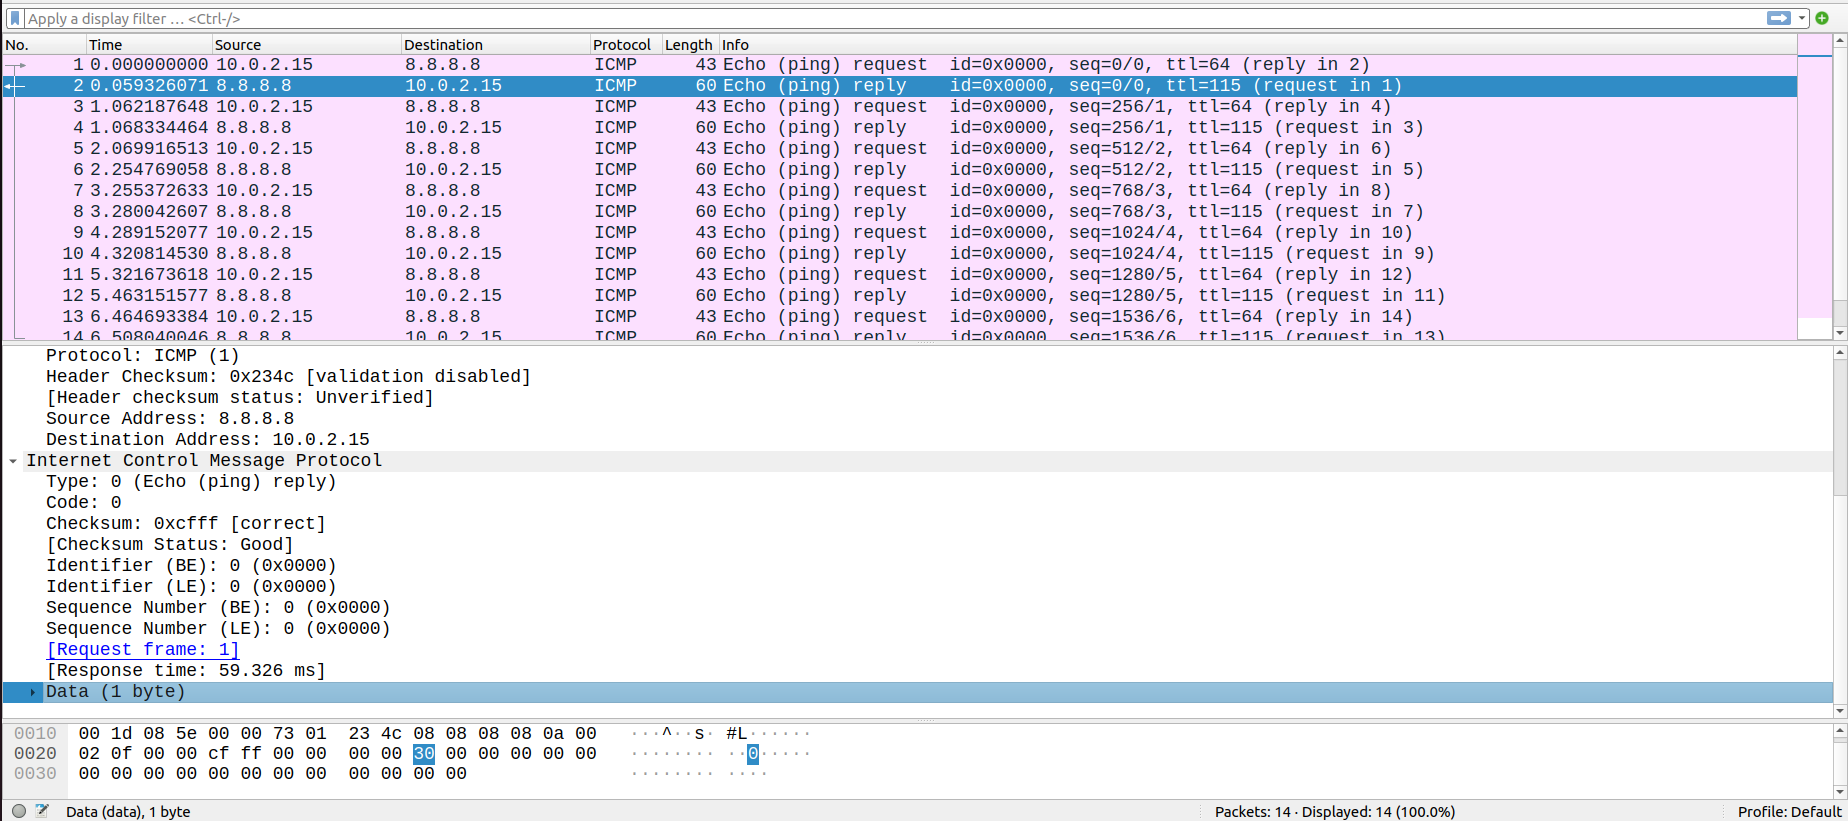 Apply a display filter … <Ctrl-/>
No. Time Source Destination Protocol Length Info
1 0.000000000 10.0.2.15 8.8.8.8 ICMP 43 Echo (ping) request id=0x0000, seq=0/0, ttl=64 (reply in 2)
2 0.059326071 8.8.8.8 10.0.2.15 ICMP 60 Echo (ping) reply id=0x0000, seq=0/0, ttl=115 (request in 1)
3 1.062187648 10.0.2.15 8.8.8.8 ICMP 43 Echo (ping) request id=0x0000, seq=256/1, ttl=64 (reply in 4)
4 1.068334464 8.8.8.8 10.0.2.15 ICMP 60 Echo (ping) reply id=0x0000, seq=256/1, ttl=115 (request in 3)
5 2.069916513 10.0.2.15 8.8.8.8 ICMP 43 Echo (ping) request id=0x0000, seq=512/2, ttl=64 (reply in 6)
6 2.254769058 8.8.8.8 10.0.2.15 ICMP 60 Echo (ping) reply id=0x0000, seq=512/2, ttl=115 (request in 5)
7 3.255372633 10.0.2.15 8.8.8.8 ICMP 43 Echo (ping) request id=0x0000, seq=768/3, ttl=64 (reply in 8)
8 3.280042607 8.8.8.8 10.0.2.15 ICMP 60 Echo (ping) reply id=0x0000, seq=768/3, ttl=115 (request in 7)
9 4.289152077 10.0.2.15 8.8.8.8 ICMP 43 Echo (ping) request id=0x0000, seq=1024/4, ttl=64 (reply in 10)
10 4.320814530 8.8.8.8 10.0.2.15 ICMP 60 Echo (ping) reply id=0x0000, seq=1024/4, ttl=115 (request in 9)
11 5.321673618 10.0.2.15 8.8.8.8 ICMP 43 Echo (ping) request id=0x0000, seq=1280/5, ttl=64 (reply in 12)
12 5.463151577 8.8.8.8 10.0.2.15 ICMP 60 Echo (ping) reply id=0x0000, seq=1280/5, ttl=115 (request in 11)
13 6.464693384 10.0.2.15 8.8.8.8 ICMP 43 Echo (ping) request id=0x0000, seq=1536/6, ttl=64 (reply in 14)
14 6.508040046 8.8.8.8 10.0.2.15 ICMP 60 Echo (ping) reply id=0x0000, seq=1536/6, ttl=115 (request in 13)
Protocol: ICMP (1)
Header Checksum: 0x234c [validation disabled]
[Header checksum status: Unverified]
Source Address: 8.8.8.8
Destination Address: 10.0.2.15
Internet Control Message Protocol
Type: 0 (Echo (ping) reply)
Code: 0
Checksum: 0xcfff [correct]
[Checksum Status: Good]
Identifier (BE): 0 (0x0000)
Identifier (LE): 0 (0x0000)
Sequence Number (BE): 0 (0x0000)
Sequence Number (LE): 0 (0x0000)
[Request frame: 1]
[Response time: 59.326 ms]
Data (1 byte)
0010 00 1d 08 5e 00 00 73 01 23 4c 08 08 08 08 0a 00 ···^··s· #L······
0020 02 0f 00 00 cf ff 00 00 00 00 30 00 00 00 00 00 ········ ··0·····
0030 00 00 00 00 00 00 00 00 00 00 00 00 ········ ····
Data (data), 1 byte Packets: 14 · Displayed: 14 (100.0%) Profile: Default